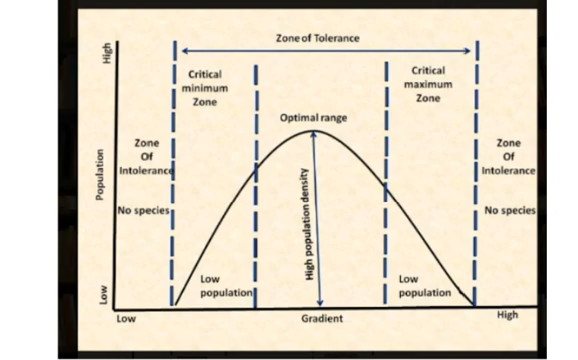 Zone of Tolerance
High
Critical
minimum
Zone
Critical
maximum
Zone
Optimal range
Zone
Of
Intolerance
No species
Zone
Of
Intolerance
No species
Population
High population density
Low
population
Low
population
Low
Low
Gradient
High